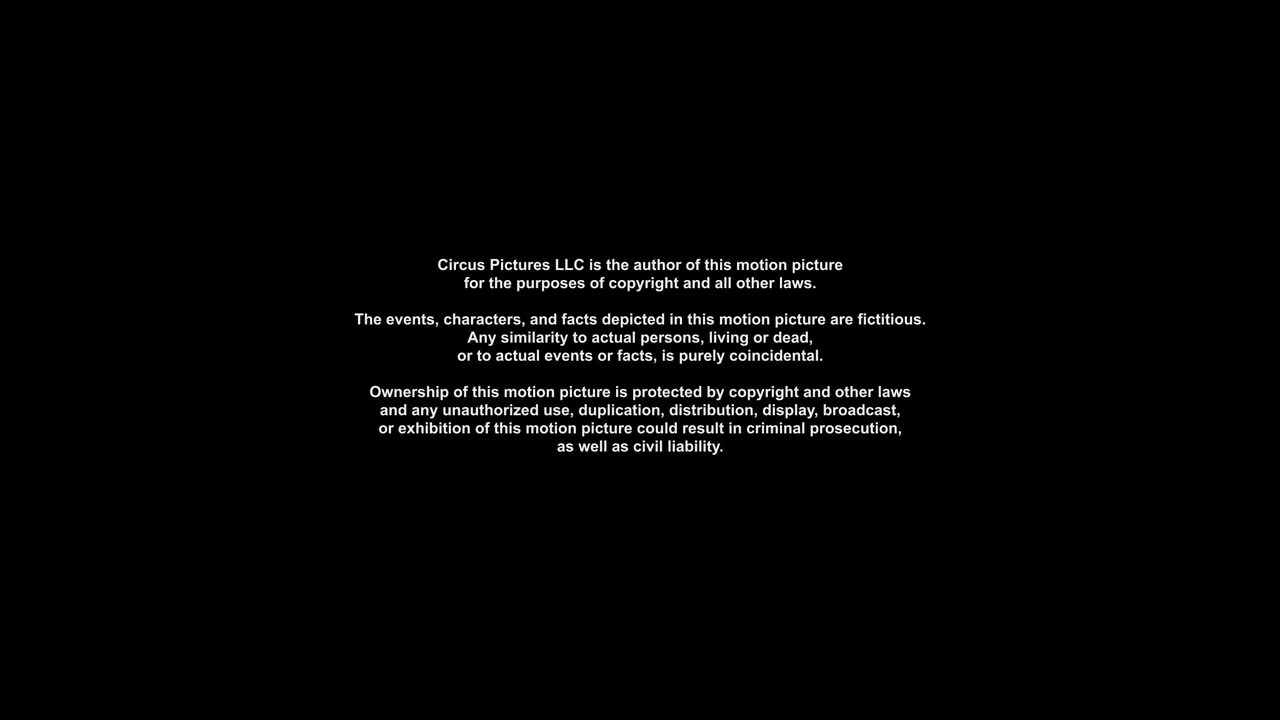 Circus Pictures LLC is the author of this motion picture
for the purposes of copyright and all other laws.
The events, characters, and facts depicted in this motion picture are fictitious.
Any similarity to actual persons, living or dead,
or to actual events or facts, is purely coincidental.
Ownership of this motion picture is protected by copyright and other laws
and any unauthorized use, duplication, distribution, display, broadcast,
or exhibition of this motion picture could result in criminal prosecution,
as well as civil liability.